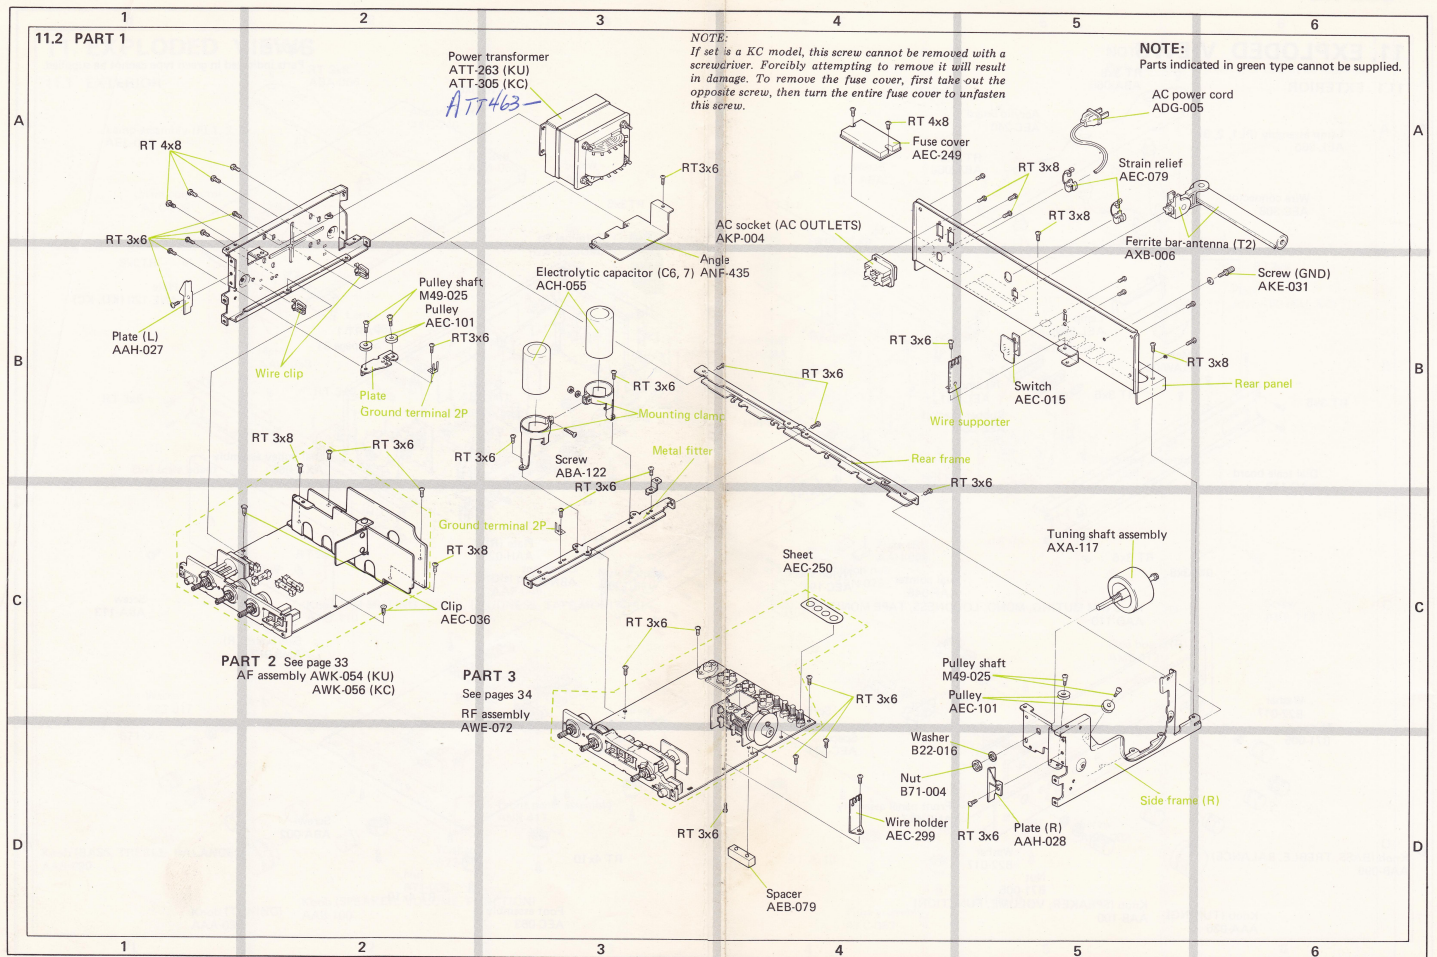 1 2 3 4 5 6
11.2 PART 1
Power transformer
ATT-263 (KU)
ATT-305 (KC)
ATT463-
NOTE:
If set is a KC model, this screw cannot be removed with a
screwdriver. Forcibly attempting to remove it will result
in damage. To remove the fuse cover, first take out the
opposite screw, then turn the entire fuse cover to unfasten
this screw.
NOTE:
Parts indicated in green type cannot be supplied.
AC power cord
ADG-005
A
A
RT 4x8
RT 4x8
Fuse cover
AEC-249
RT3x6
RT 3x8
Strain relief
AEC-079
RT 3x8
AC socket (AC OUTLETS)
AKP-004
RT 3x6
Ferrite bar-antenna (T2)
AXB-006
Angle
ANF-435
Electrolytic capacitor (C6, 7)
ACH-055
Screw (GND)
AKE-031
Pulley shaft
M49-025
Pulley
AEC-101
RT3x6
Plate (L)
AAH-027
Wire clip
Plate
Ground terminal 2P
B
B
RT 3x6
RT 3x6
RT 3x6
RT 3x8
Switch
AEC-015
Rear panel
Mounting clamp
Wire supporter
RT 3x8
RT 3x6
RT 3x6
Screw
ABA-122
Metal fitter
Rear frame
RT 3x6
RT 3x6
Ground terminal 2P
RT 3x8
Tuning shaft assembly
AXA-117
Sheet
AEC-250
C
C
Clip
AEC-036
RT 3x6
PART 2 See page 33
AF assembly AWK-054 (KU)
AWK-056 (KC)
PART 3
See pages 34
RF assembly
AWE-072
RT 3x6
Pulley shaft
M49-025
Pulley
AEC-101
Washer
B22-016
Nut
B71-004
Side frame (R)
RT 3x6
Wire holder
AEC-299
RT 3x6
Plate (R)
AAH-028
D
D
Spacer
AEB-079
1 2 3 4 5 6